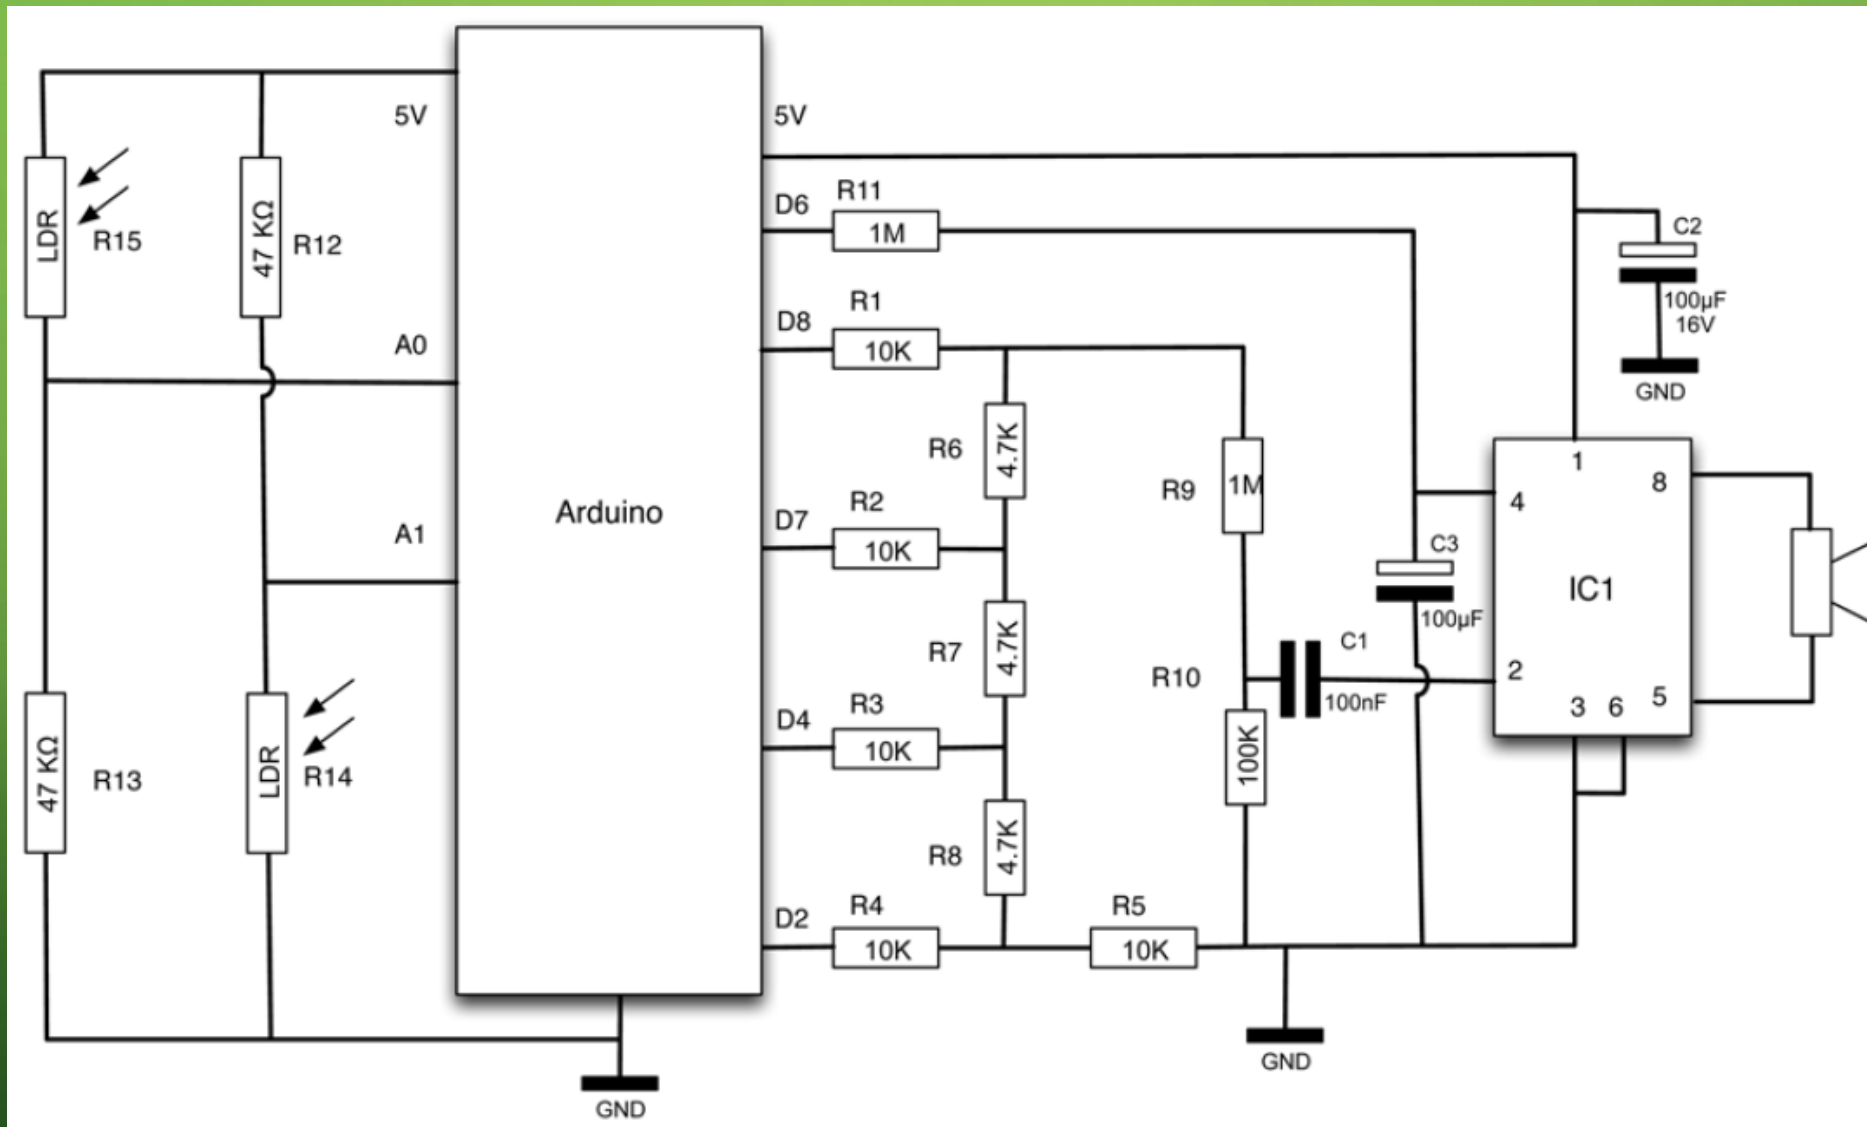 5V
5V
LDR
R15
47 KΩ
R12
D6
R11
1M
C2
100µF
16V
GND
A0
D8
R1
10K
R6
4.7K
R9
1M
1
8
4
A1
Arduino
D7
R2
10K
C3
100µF
IC1
R7
4.7K
R10
C1
100nF
2
3
6
5
47 KΩ
R13
LDR
R14
D4
R3
10K
100K
R8
4.7K
D2
R4
10K
R5
10K
GND
GND